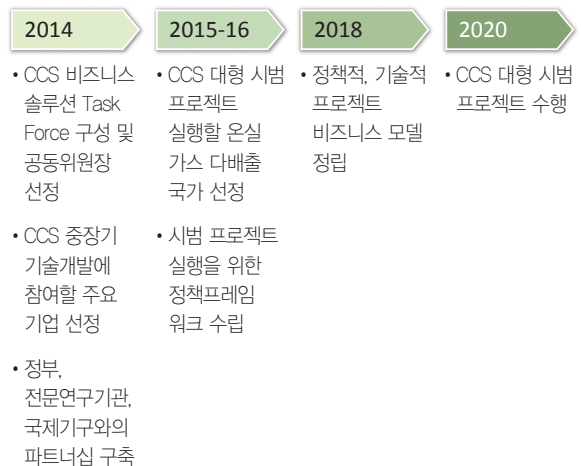 2014
• CCS 비즈니스
솔루션 Task
Force 구성 및
공동위원장
선정
• CCS 중장기
기술개발에
참여할 주요
기업 선정
• 정부,
전문연구기관,
국제기구와의
파트너십 구축
2015-16
• CCS 대형 시범
프로젝트
실행할 온실
가스 다배출
국가 선정
• 시범 프로젝트
실행을 위한
정책프레임
워크 수립
2018
• 정책적, 기술적
프로젝트
비즈니스 모델
정립
2020
• CCS 대형 시범
프로젝트 수행